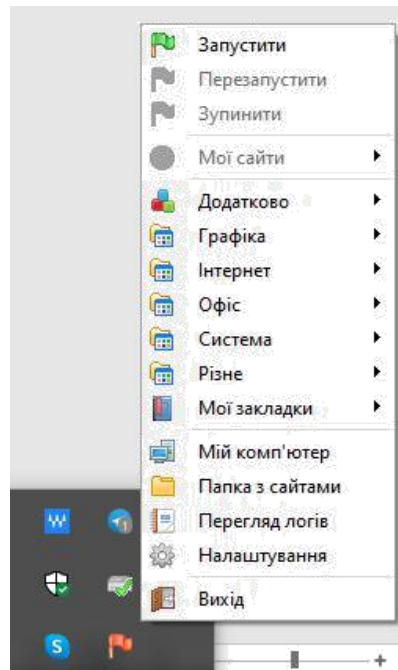 Запустити
Перезапустити
Зупинити
Мої сайти
Додатково
Графіка
Інтернет
Офіс
Система
Різне
Мої закладки
Мій комп'ютер
Папка з сайтами
Перегляд логів
Налаштування
Вихід